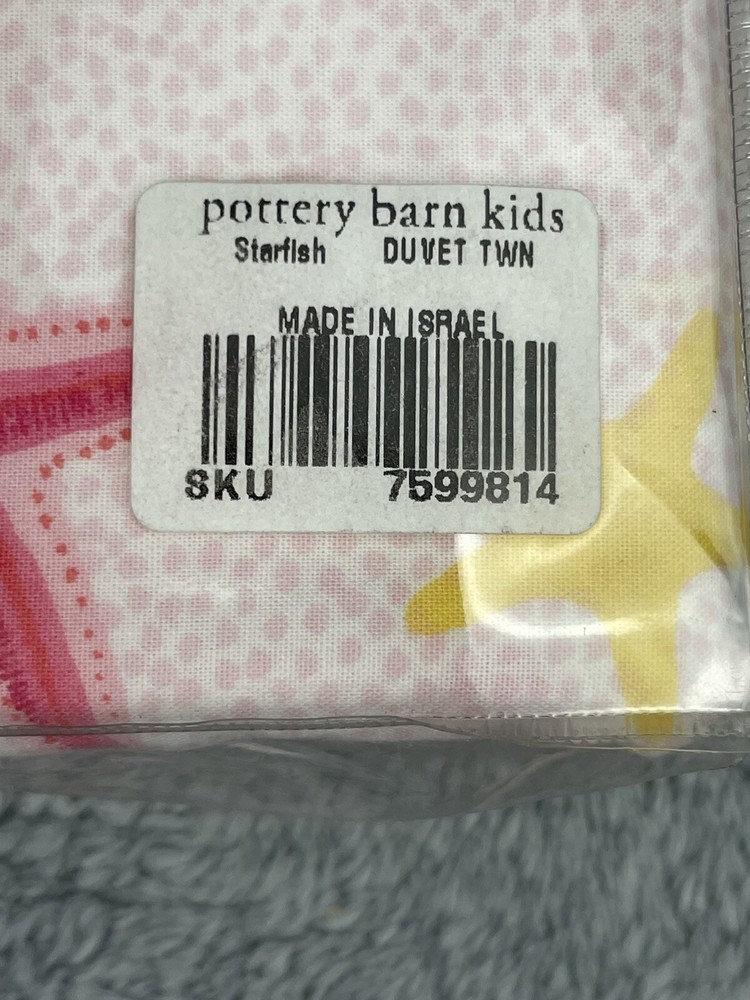 pottery barn kids
Starfish DUVET TWN
MADE IN ISRAEL
SKU 7599814